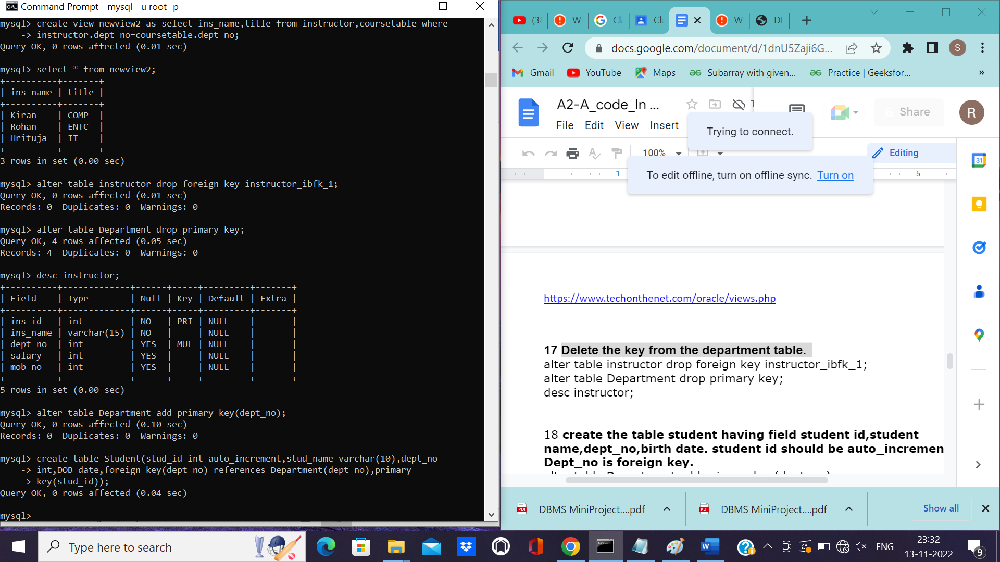 Command Prompt - mysql  -u root -p
mysql> create view newview2 as select ins_name,title from instructor,coursetable where
    -> instructor.dept_no=coursetable.dept_no;
Query OK, 0 rows affected (0.01 sec)
mysql> select * from newview2;
+----------+-------+
| ins_name | title |
+----------+-------+
| Kiran    | COMP  |
| Rohan    | ENTC  |
| Hrituja  | IT    |
+----------+-------+
3 rows in set (0.00 sec)
mysql> alter table instructor drop foreign key instructor_ibfk_1;
Query OK, 0 rows affected (0.01 sec)
Records: 0  Duplicates: 0  Warnings: 0
mysql> alter table Department drop primary key;
Query OK, 4 rows affected (0.05 sec)
Records: 4  Duplicates: 0  Warnings: 0
mysql> desc instructor;
+----------+-------------+------+-----+---------+-------+
| Field    | Type        | Null | Key | Default | Extra |
+----------+-------------+------+-----+---------+-------+
| ins_id   | int         | NO   | PRI | NULL    |       |
| ins_name | varchar(15) | NO   |     | NULL    |       |
| dept_no  | int         | YES  | MUL | NULL    |       |
| salary   | int         | YES  |     | NULL    |       |
| mob_no   | int         | YES  |     | NULL    |       |
+----------+-------------+------+-----+---------+-------+
5 rows in set (0.00 sec)
mysql> alter table Department add primary key(dept_no);
Query OK, 0 rows affected (0.10 sec)
Records: 0  Duplicates: 0  Warnings: 0
mysql> create table Student(stud_id int auto_increment,stud_name varchar(10),dept_no
    -> int,DOB date,foreign key(dept_no) references Department(dept_no),primary
    -> key(stud_id));
Query OK, 0 rows affected (0.04 sec)
mysql>
(38 W Cl Cl W DE
docs.google.com/document/d/1dnU5Zaji6G... S
Gmail YouTube Maps Subarray with given... Practice | Geeksfor... »
A2-A_code_In ... Share R
File Edit View Insert
Trying to connect.
100% Editing
To edit offline, turn on offline sync. Turn on
1 5
31
https://www.techonthenet.com/oracle/views.php
17 Delete the key from the department table.
alter table instructor drop foreign key instructor_ibfk_1;
alter table Department drop primary key;
desc instructor;
18 create the table student having field student id,student
name,dept_no,birth date. student id should be auto_incremen
Dept_no is foreign key.
DBMS MiniProject....pdf DBMS MiniProject....pdf Show all
Type here to search ENG 23:32
13-11-2022 9